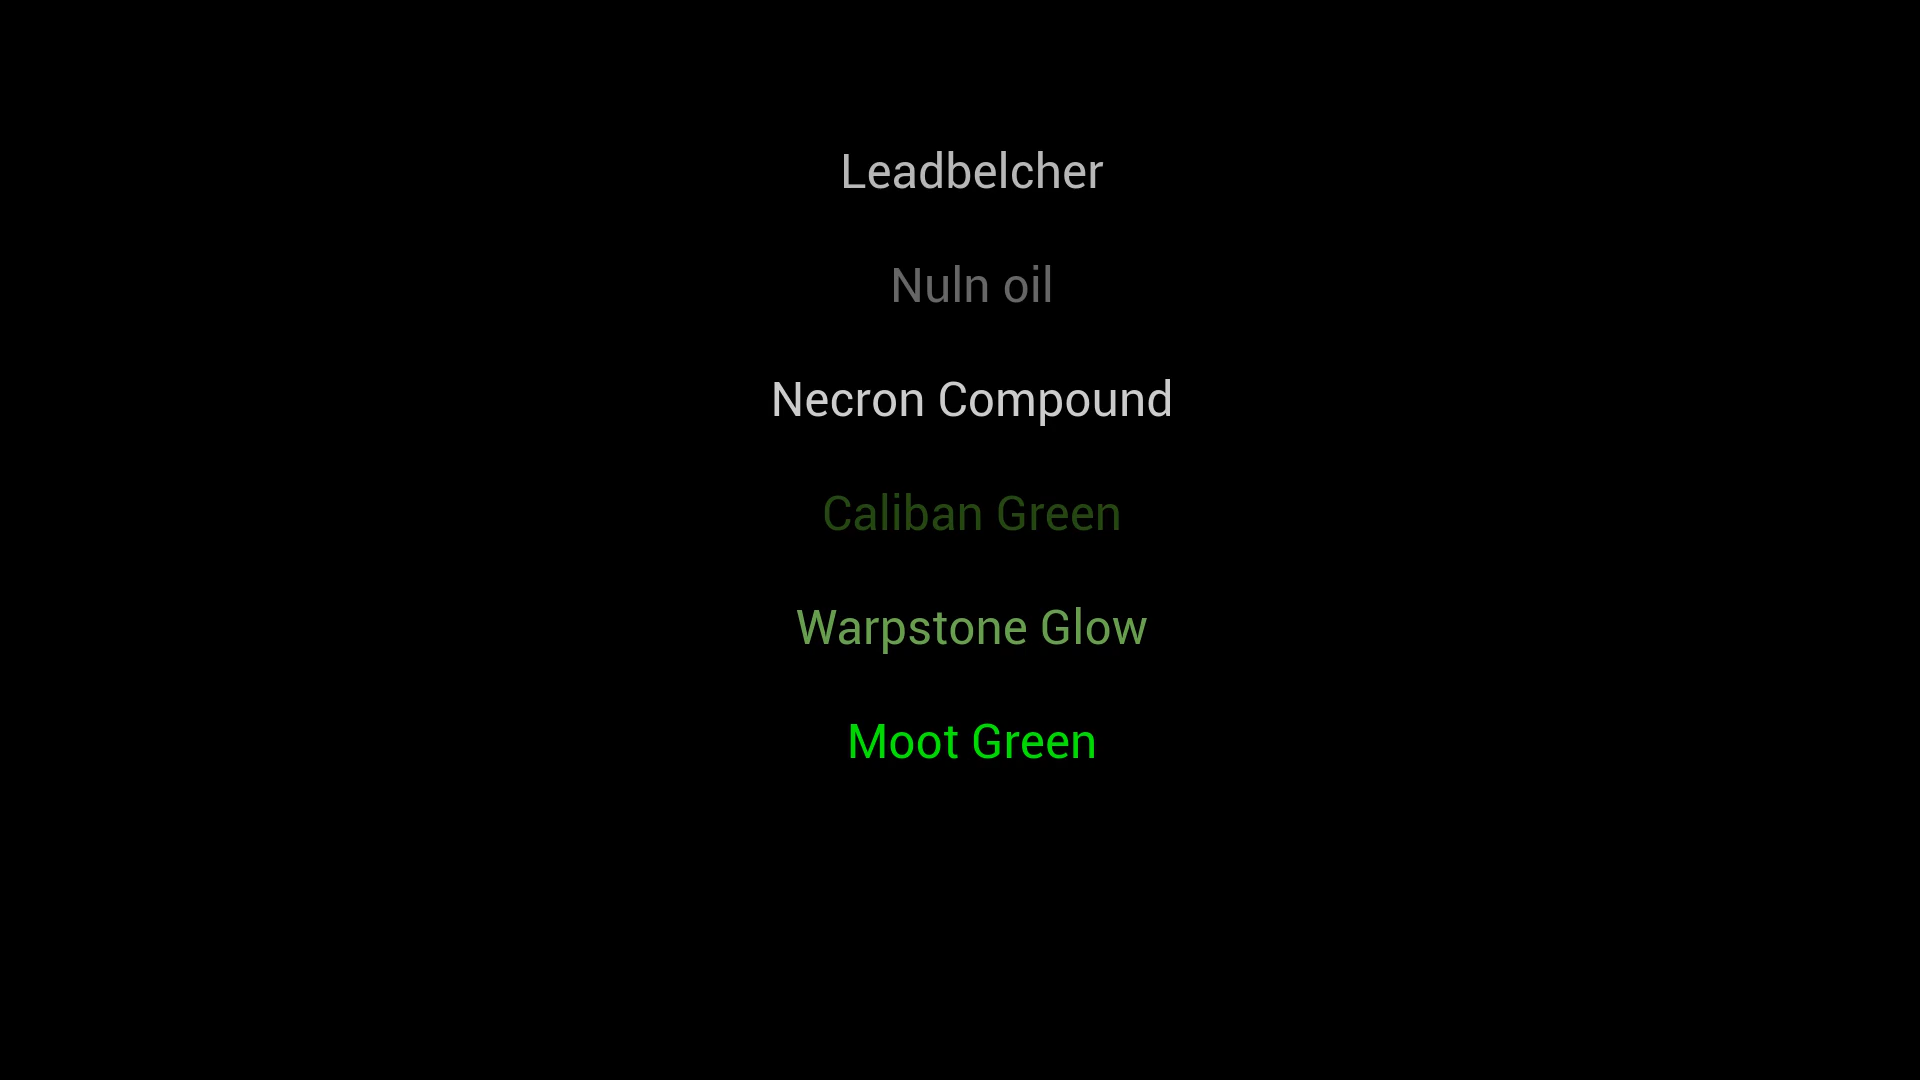 Leadbelcher
Nuln oil
Necron Compound
Caliban Green
Warpstone Glow
Moot Green